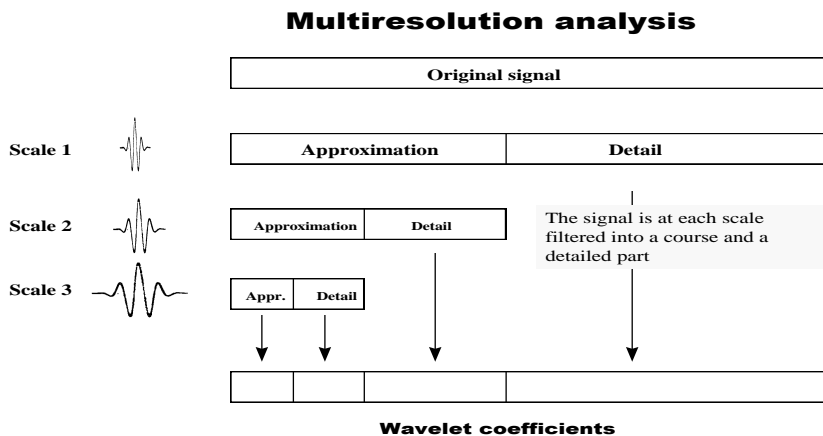 Multiresolution analysis
Original signal
Scale 1
Approximation
Detail
Scale 2
Approximation
Detail
The signal is at each scale
filtered into a course and a
detailed part
Scale 3
Appr.
Detail
Wavelet coefficients